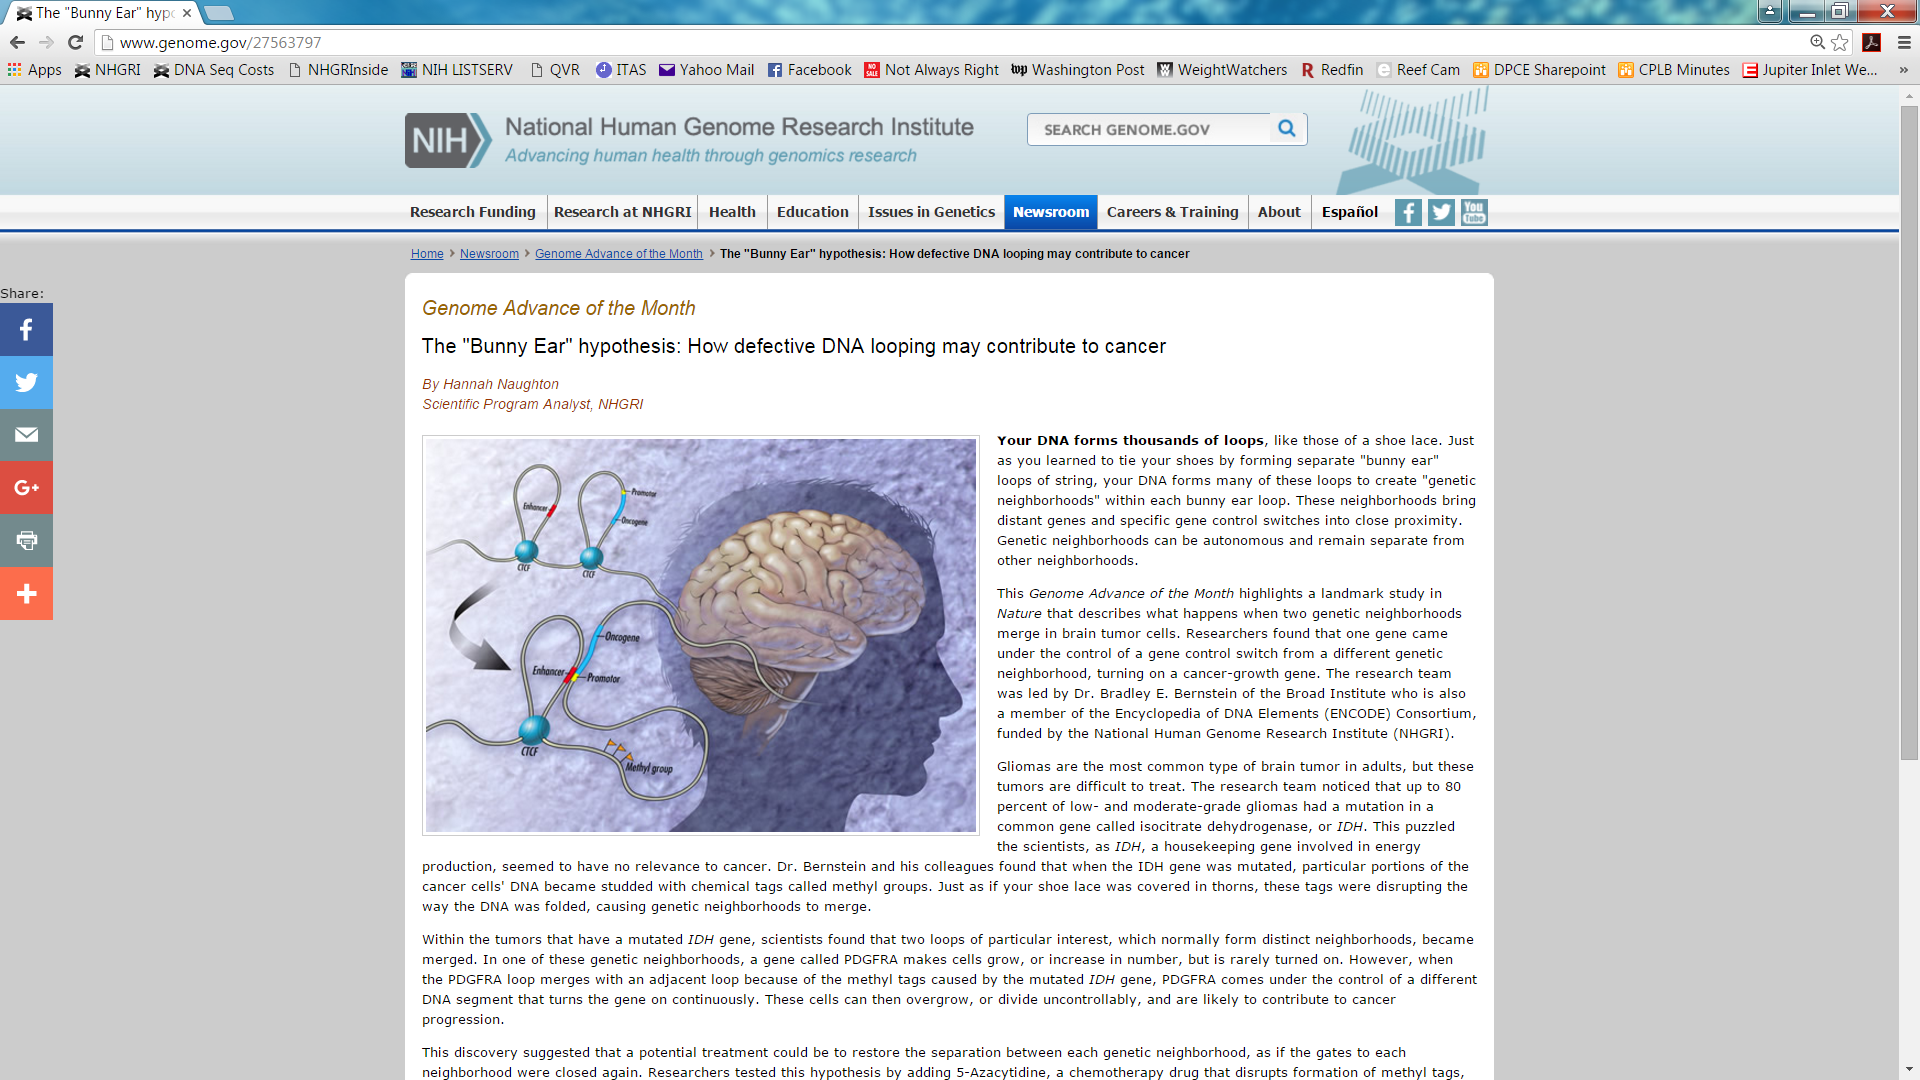 The "Bunny Ear" hypo
www.genome.gov/27563797
Apps NHGRI DNA Seq Costs NHGRInside NIH LISTSERV QVR ITAS Yahoo Mail Facebook Not Always Right Washington Post WeightWatchers Redfin Reef Cam DPCE Sharepoint CPLB Minutes Jupiter Inlet We... »
NIH National Human Genome Research Institute
Advancing human health through genomics research
SEARCH GENOME.GOV
Research Funding Research at NHGRI Health Education Issues in Genetics Newsroom Careers & Training About Español f You Tube
Home › Newsroom › Genome Advance of the Month › The "Bunny Ear" hypothesis: How defective DNA looping may contribute to cancer
Share:
f
G+
Genome Advance of the Month
The "Bunny Ear" hypothesis: How defective DNA looping may contribute to cancer
By Hannah Naughton
Scientific Program Analyst, NHGRI
Enhancer
Promotor
Oncogene
CTCF
CTCF
Oncogene
Enhancer
Promotor
CTCF
Methyl group
Your DNA forms thousands of loops, like those of a shoe lace. Just
as you learned to tie your shoes by forming separate "bunny ear"
loops of string, your DNA forms many of these loops to create "genetic
neighborhoods" within each bunny ear loop. These neighborhoods bring
distant genes and specific gene control switches into close proximity.
Genetic neighborhoods can be autonomous and remain separate from
other neighborhoods.
This Genome Advance of the Month highlights a landmark study in
Nature that describes what happens when two genetic neighborhoods
merge in brain tumor cells. Researchers found that one gene came
under the control of a gene control switch from a different genetic
neighborhood, turning on a cancer-growth gene. The research team
was led by Dr. Bradley E. Bernstein of the Broad Institute who is also
a member of the Encyclopedia of DNA Elements (ENCODE) Consortium,
funded by the National Human Genome Research Institute (NHGRI).
Gliomas are the most common type of brain tumor in adults, but these
tumors are difficult to treat. The research team noticed that up to 80
percent of low- and moderate-grade gliomas had a mutation in a
common gene called isocitrate dehydrogenase, or IDH. This puzzled
the scientists, as IDH, a housekeeping gene involved in energy
production, seemed to have no relevance to cancer. Dr. Bernstein and his colleagues found that when the IDH gene was mutated, particular portions of the
cancer cells' DNA became studded with chemical tags called methyl groups. Just as if your shoe lace was covered in thorns, these tags were disrupting the
way the DNA was folded, causing genetic neighborhoods to merge.
Within the tumors that have a mutated IDH gene, scientists found that two loops of particular interest, which normally form distinct neighborhoods, became
merged. In one of these genetic neighborhoods, a gene called PDGFRA makes cells grow, or increase in number, but is rarely turned on. However, when
the PDGFRA loop merges with an adjacent loop because of the methyl tags caused by the mutated IDH gene, PDGFRA comes under the control of a different
DNA segment that turns the gene on continuously. These cells can then overgrow, or divide uncontrollably, and are likely to contribute to cancer
progression.
This discovery suggested that a potential treatment could be to restore the separation between each genetic neighborhood, as if the gates to each
neighborhood were closed again. Researchers tested this hypothesis by adding 5-Azacytidine, a chemotherapy drug that disrupts formation of methyl tags,